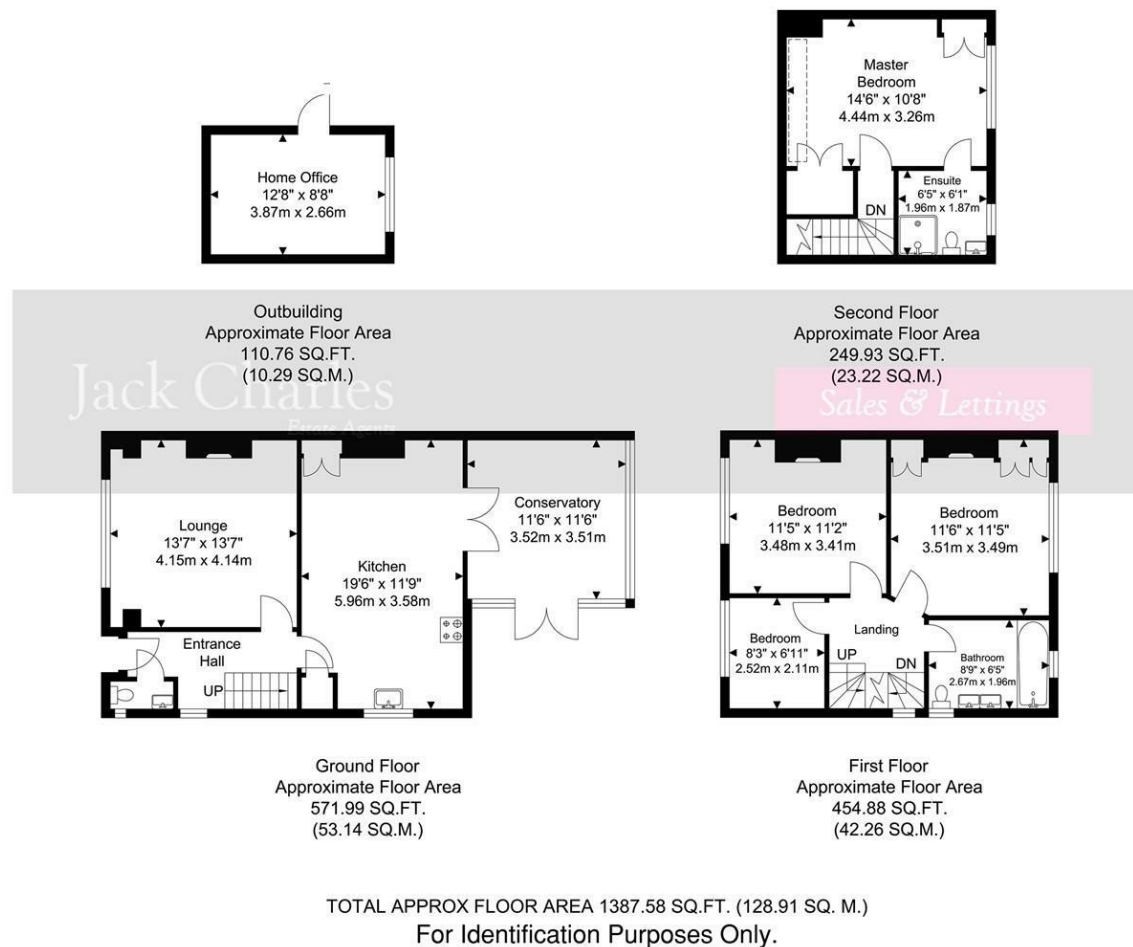 Home Office
12'8" x 8'8"
3.87m x 2.66m
Master
Bedroom
14'6" x 10'8"
4.44m x 3.26m
Ensuite
6'5" x 6'1"
1.96m x 1.87m
DN
Outbuilding
Approximate Floor Area
110.76 SQ.FT.
(10.29 SQ.M.)
Second Floor
Approximate Floor Area
249.93 SQ.FT.
(23.22 SQ.M.)
Jack Charles
Estate Agents
Sales & Lettings
Lounge
13'7" x 13'7"
4.15m x 4.14m
Kitchen
19'6" x 11'9"
5.96m x 3.58m
Conservatory
11'6" x 11'6"
3.52m x 3.51m
Entrance
Hall
UP
Bedroom
11'5" x 11'2"
3.48m x 3.41m
Bedroom
11'6" x 11'5"
3.51m x 3.49m
Bedroom
8'3" x 6'11"
2.52m x 2.11m
Landing
UP
DN
Bathroom
8'9" x 6'5"
2.67m x 1.96m
Ground Floor
Approximate Floor Area
571.99 SQ.FT.
(53.14 SQ.M.)
First Floor
Approximate Floor Area
454.88 SQ.FT.
(42.26 SQ.M.)
TOTAL APPROX FLOOR AREA 1387.58 SQ.FT. (128.91 SQ. M.)
For Identification Purposes Only.